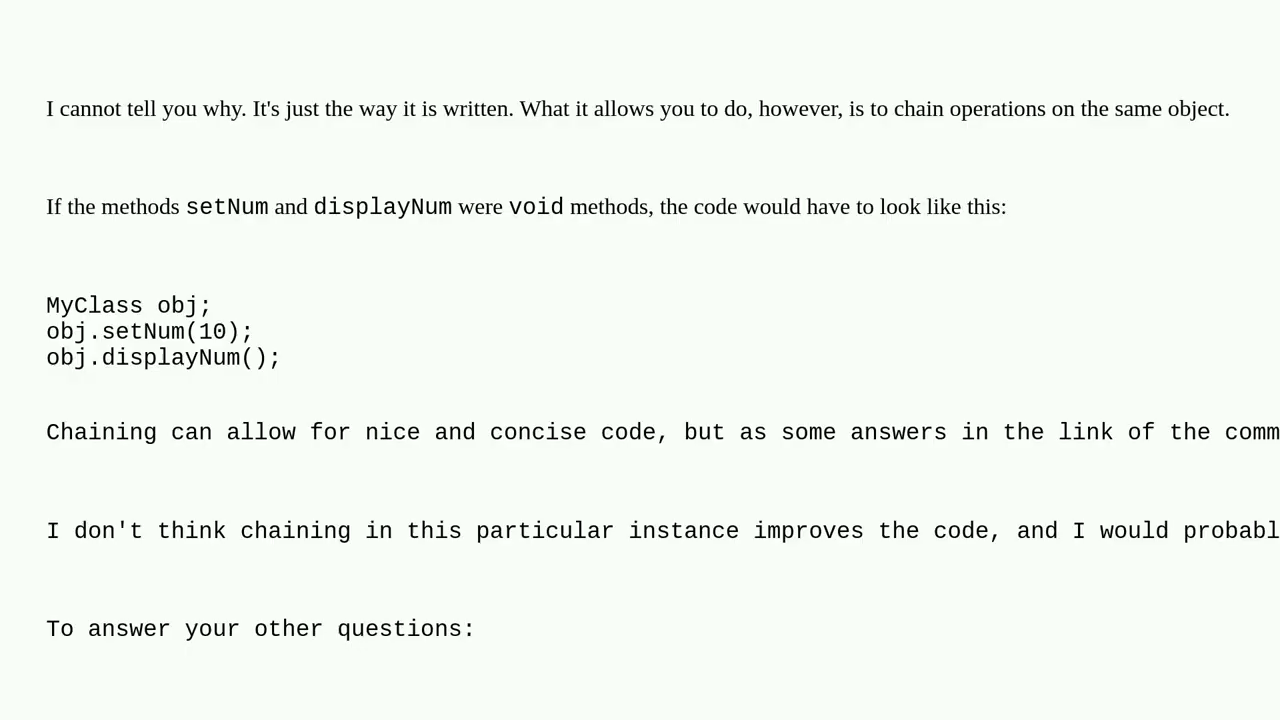 I cannot tell you why. It's just the way it is written. What it allows you to do, however, is to chain operations on the same object.
If the methods setNum and displayNum were void methods, the code would have to look like this:
MyClass obj;
obj.setNum(10);
obj.displayNum();
Chaining can allow for nice and concise code, but as some answers in the link of the comm
I don't think chaining in this particular instance improves the code, and I would probabl
To answer your other questions: